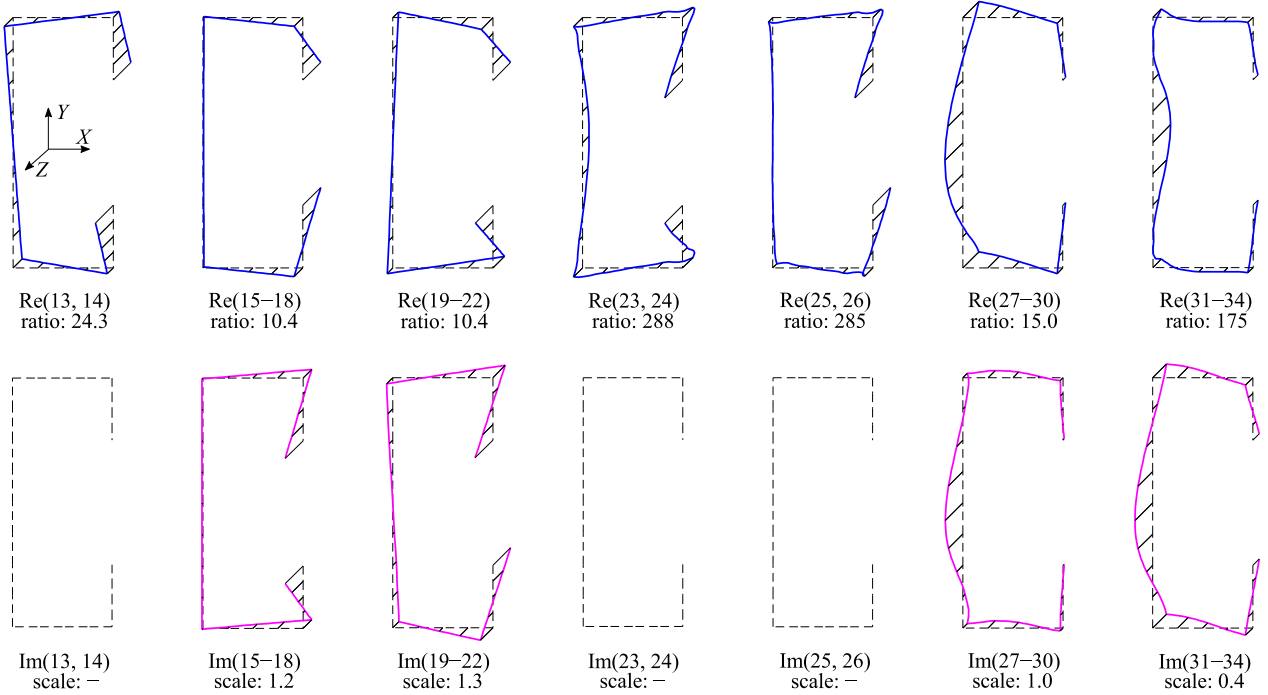 Y
X
Z
Re(13, 14)
ratio: 24.3
Re(15−18)
ratio: 10.4
Re(19−22)
ratio: 10.4
Re(23, 24)
ratio: 288
Re(25, 26)
ratio: 285
Re(27−30)
ratio: 15.0
Re(31−34)
ratio: 175
Im(13, 14)
scale: −
Im(15−18)
scale: 1.2
Im(19−22)
scale: 1.3
Im(23, 24)
scale: −
Im(25, 26)
scale: −
Im(27−30)
scale: 1.0
Im(31−34)
scale: 0.4